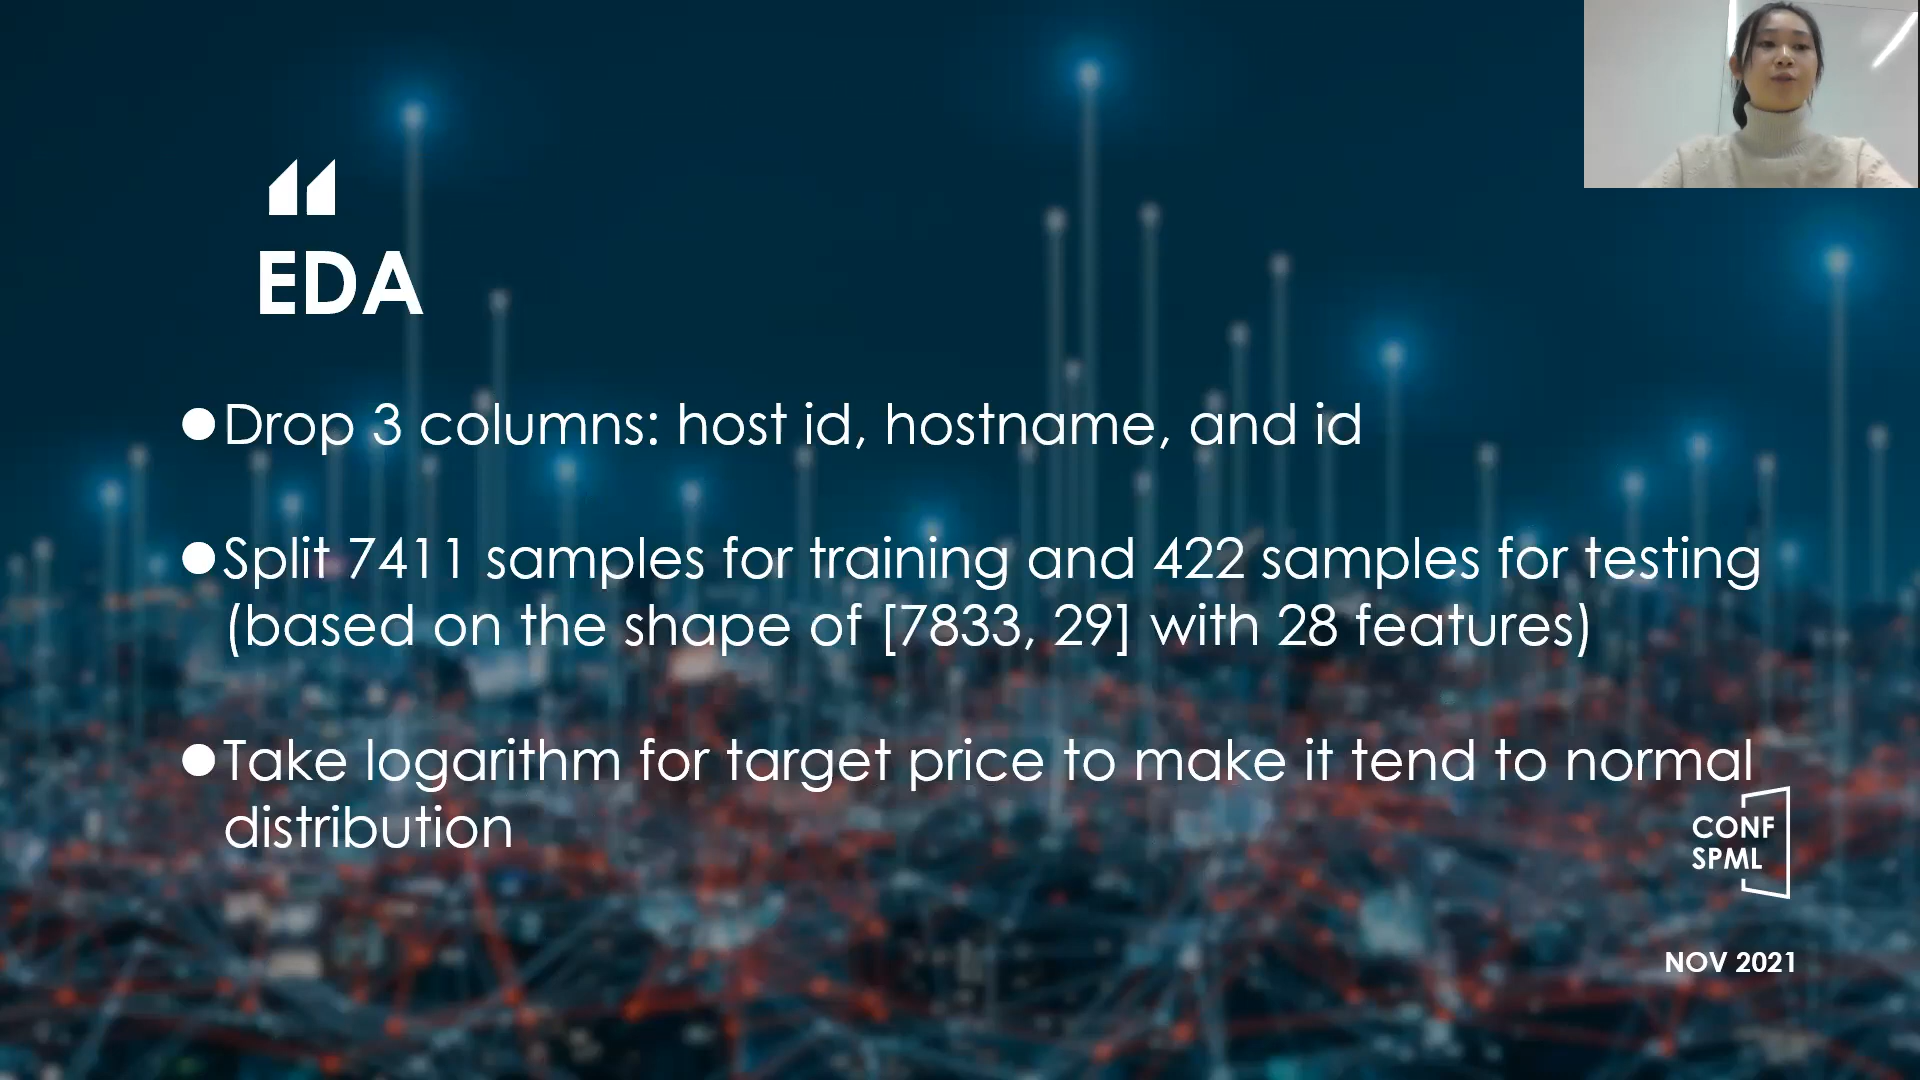 EDA
●Drop 3 columns: host id, hostname, and id
●Split 7411 samples for training and 422 samples for testing
(based on the shape of [7833, 29] with 28 features)
●Take logarithm for target price to make it tend to normal
distribution
CONF
SPML
NOV 2021